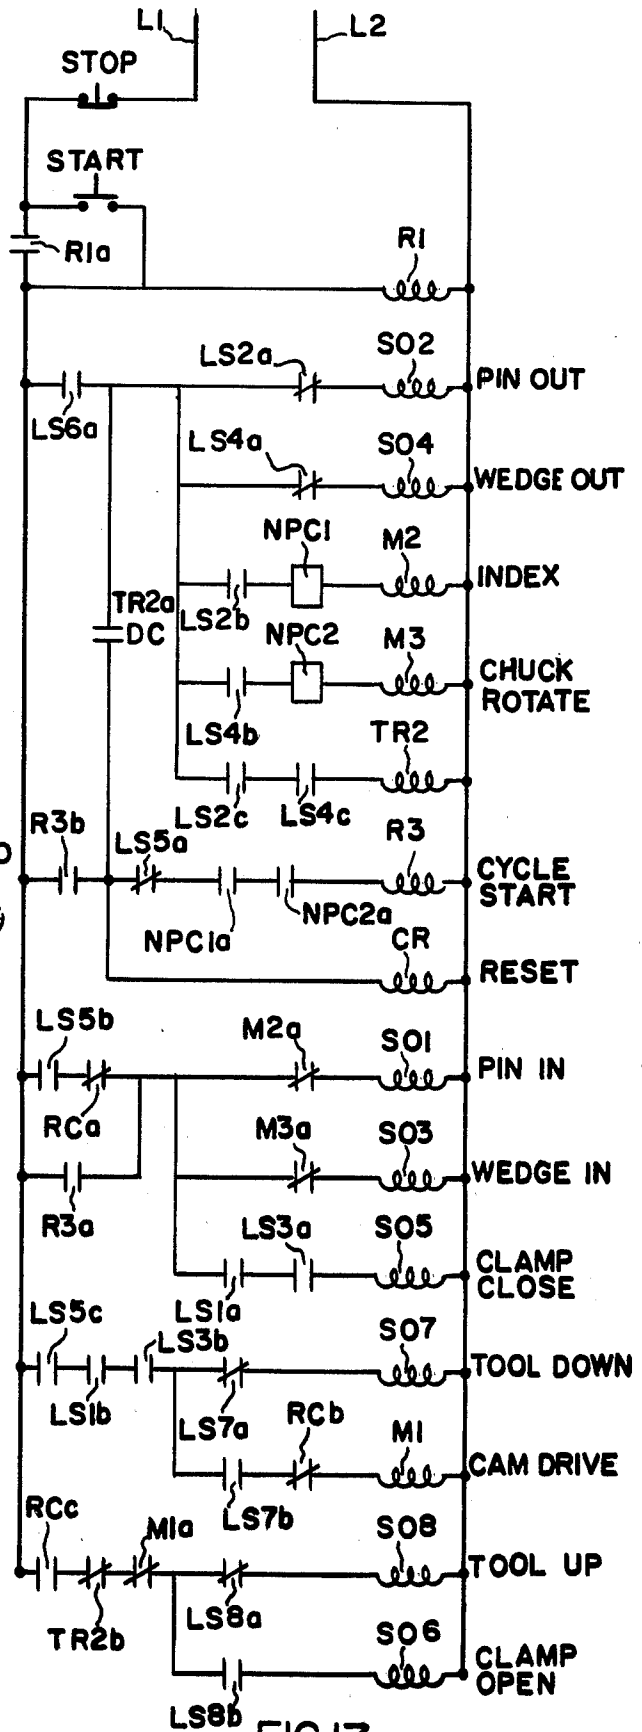 L1
L2
STOP
START
R1a
R1
LS2a
SO2
PIN OUT
LS6a
LS4a
SO4
WEDGE OUT
NPC1
M2
INDEX
TR2a
DC
LS2b
NPC2
M3
CHUCK
ROTATE
LS4b
TR2
LS2c
LS4c
R3b
LS5a
R3
CYCLE
START
NPC1a
NPC2a
CR
RESET
LS5b
M2a
SO1
PIN IN
RCa
M3a
SO3
WEDGE IN
R3a
LS3a
SO5
CLAMP
CLOSE
LS1a
LS5c
LS3b
SO7
TOOL DOWN
LS1b
LS7a
RCb
M1
CAM DRIVE
LS7b
RCc
M1a
SO8
TOOL UP
TR2b
LS8a
SO6
CLAMP
OPEN
LS8b